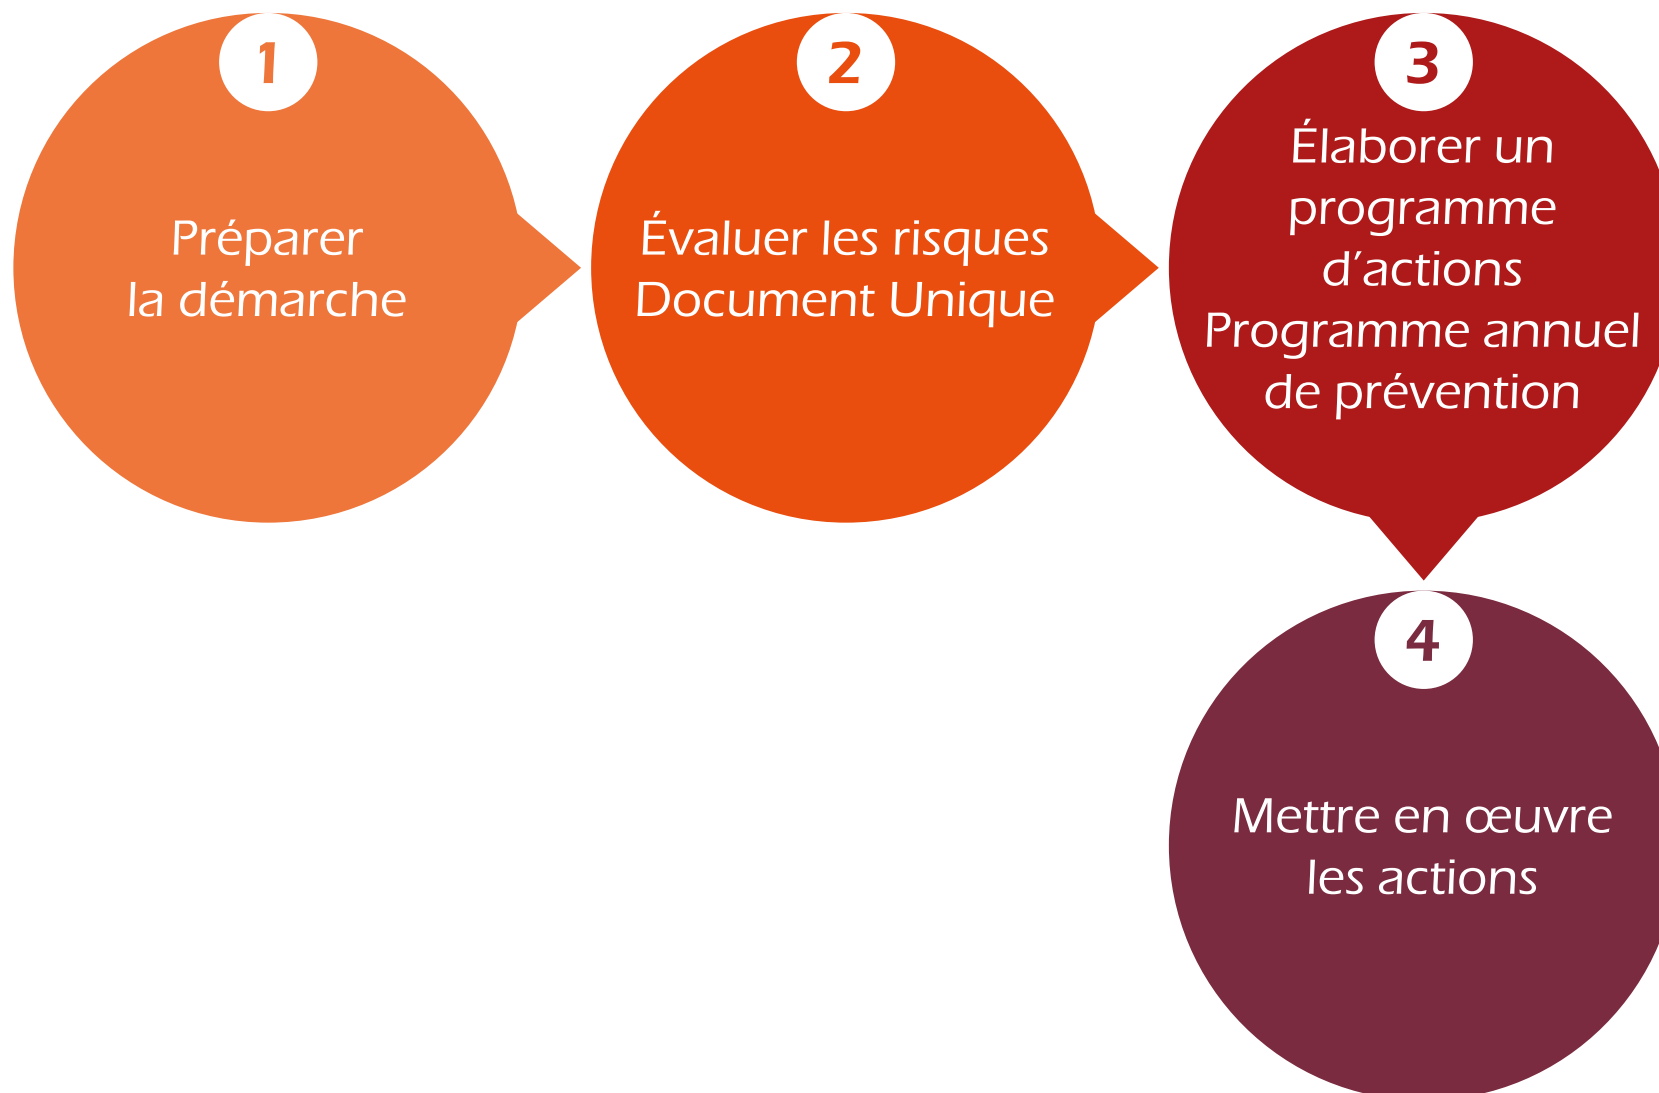 1
Préparer
la démarche
2
Évaluer les risques
Document Unique
3
Élaborer un
programme
d’actions
Programme annuel
de prévention
4
Mettre en œuvre
les actions